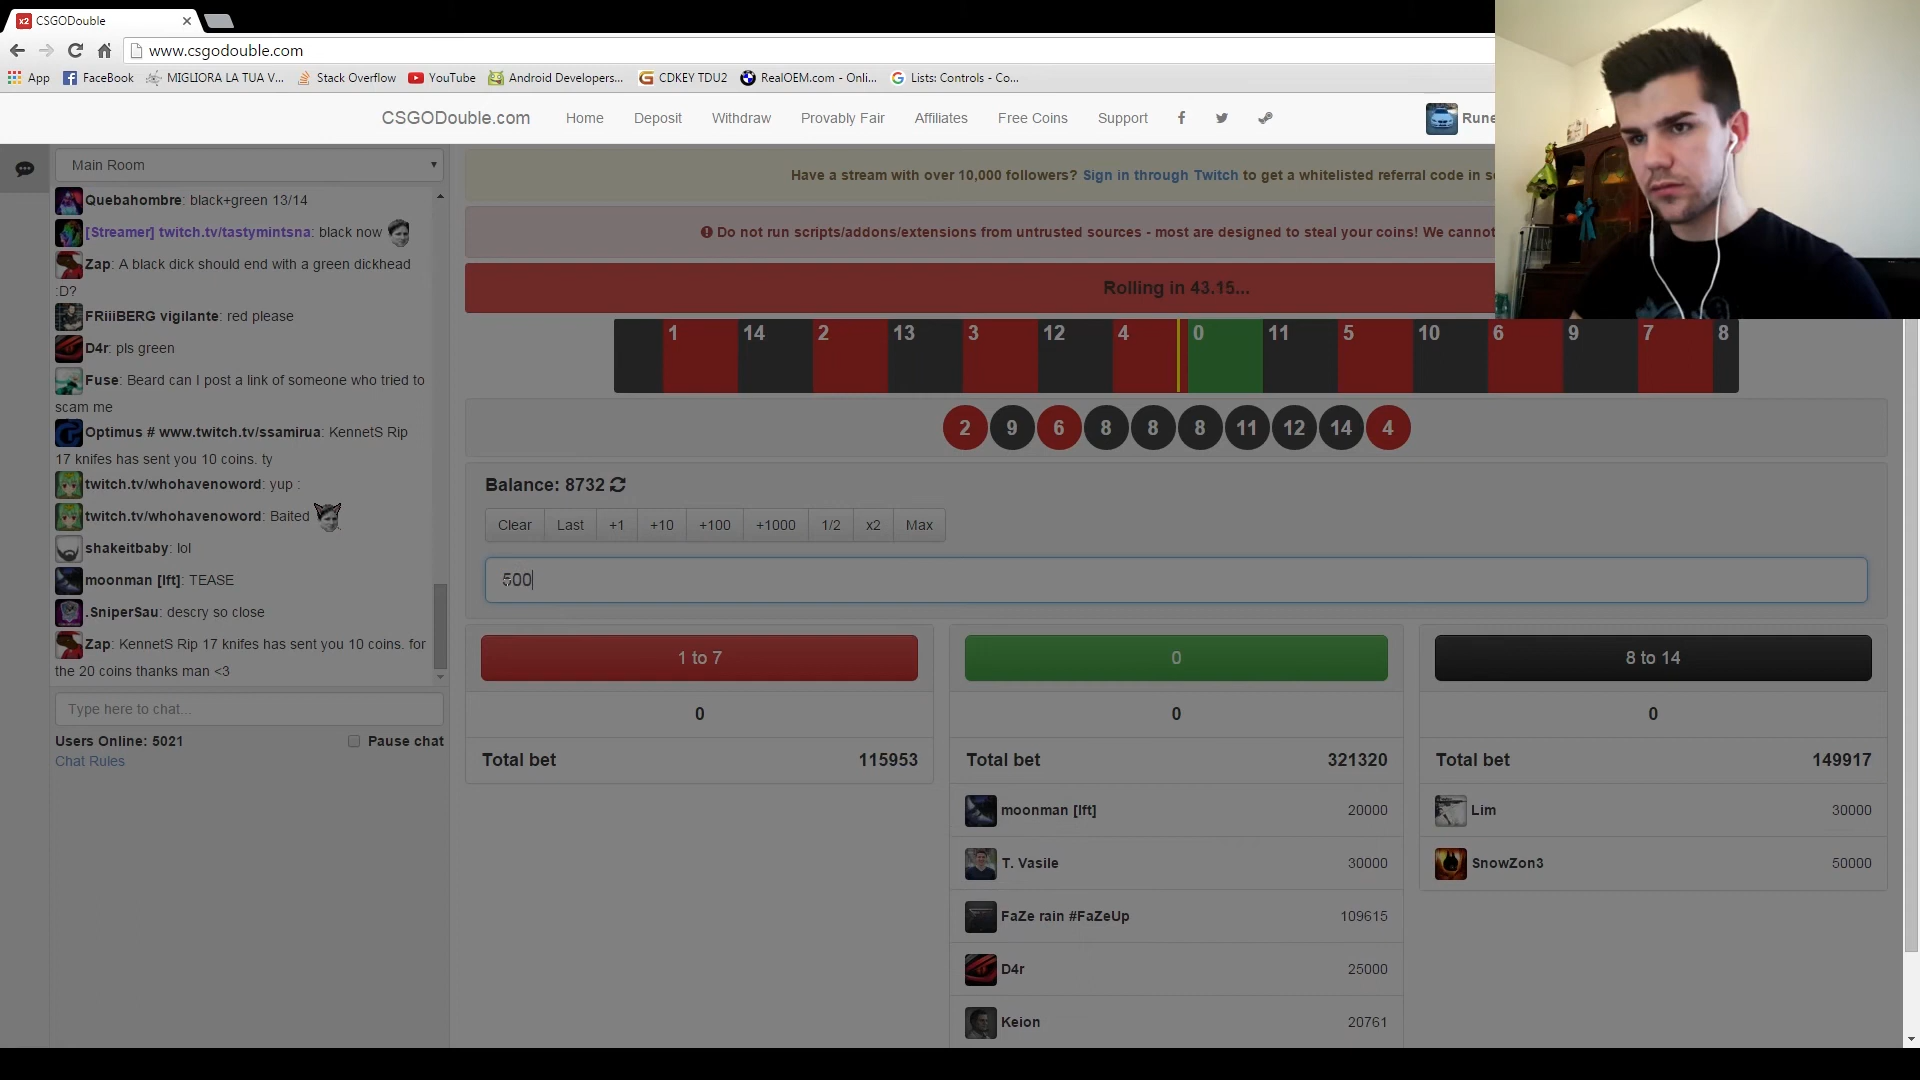 CSGODouble
www.csgodouble.com
App FaceBook MIGLIORA LA TUA V... Stack Overflow YouTube Android Developers... CDKEY TDU2 RealOEM.com - Onli... Lists: Controls - Co...
CSGODouble.com Home Deposit Withdraw Provably Fair Affiliates Free Coins Support Rune
Main Room
Quebahombre: black+green 13/14
[Streamer] twitch.tv/tastymintsna: black now
Zap: A black dick should end with a green dickhead
:D?
FRiiiBERG vigilante: red please
D4r: pls green
Fuse: Beard can I post a link of someone who tried to
scam me
Optimus # www.twitch.tv/ssamirua: KennetS Rip
17 knifes has sent you 10 coins. ty
twitch.tv/whohavenoword: yup :
twitch.tv/whohavenoword: Baited
shakeitbaby: lol
moonman [lft]: TEASE
.SniperSau: descry so close
Zap: KennetS Rip 17 knifes has sent you 10 coins. for
the 20 coins thanks man <3
Type here to chat...
Users Online: 5021 Pause chat
Chat Rules
Have a stream with over 10,000 followers? Sign in through Twitch to get a whitelisted referral code in s
Do not run scripts/addons/extensions from untrusted sources - most are designed to steal your coins! We cannot
Rolling in 43.15...
1 14 2 13 3 12 4 0 11 5 10 6 9 7 8
2 9 6 8 8 8 11 12 14 4
Balance: 8732
Clear Last +1 +10 +100 +1000 1/2 x2 Max
500
1 to 7 0 8 to 14
0 0 0
Total bet 115953 Total bet 321320 Total bet 149917
moonman [lft] 20000 Lim 30000
T. Vasile 30000 SnowZon3 50000
FaZe rain #FaZeUp 109615
D4r 25000
Keion 20761